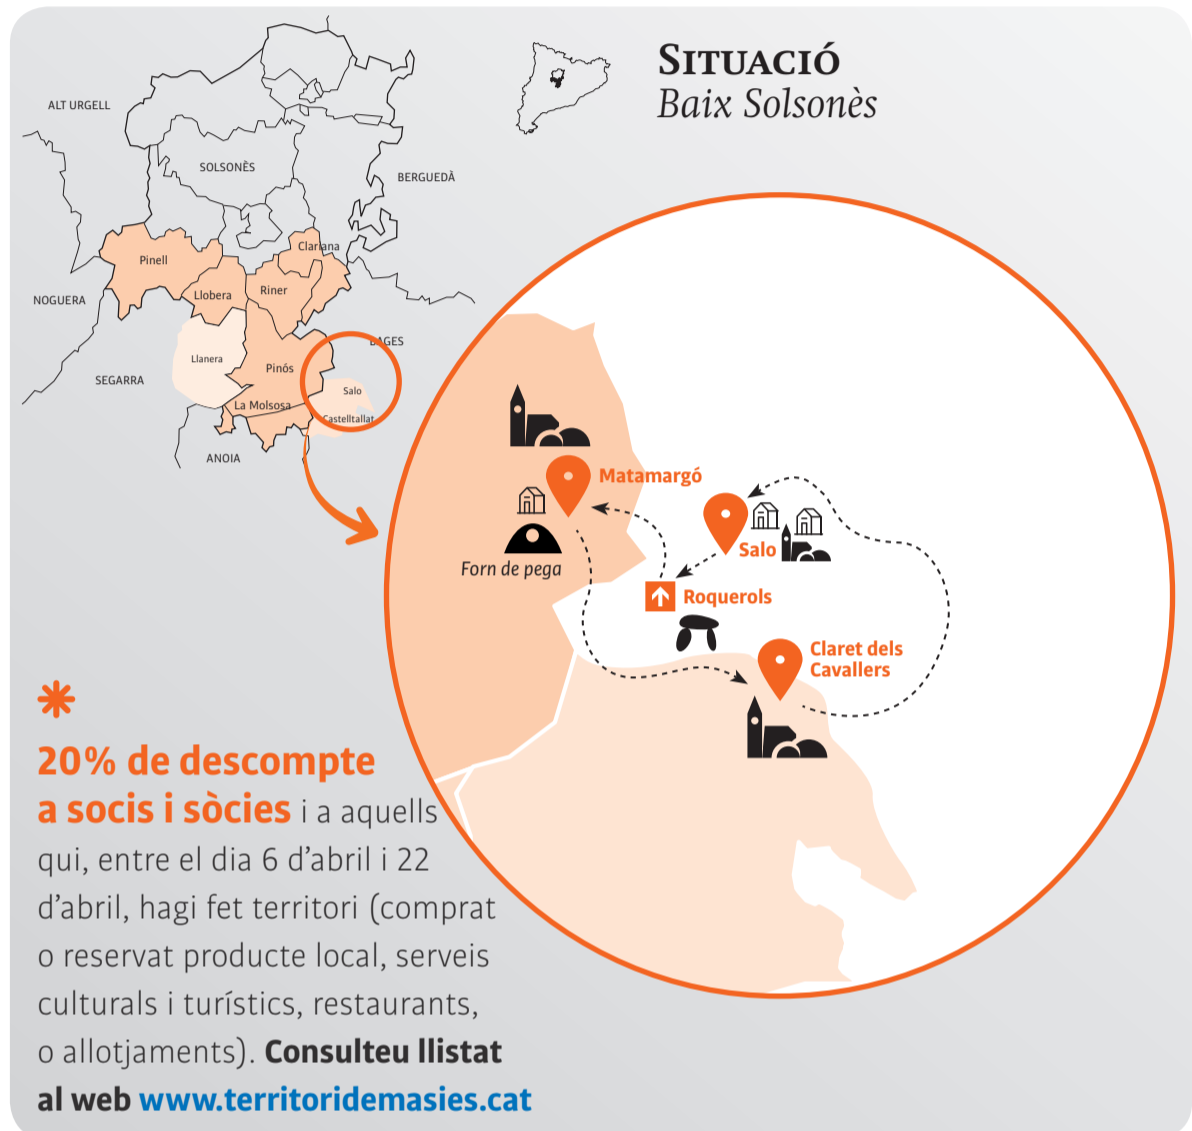 SITUACIÓ
Baix Solsonès
ALT URGELL
SOLSONÈS
BERGUEDÀ
Clariana
Pinell
Riner
Llobera
NOGUERA
BAGES
Llanera
Pinós
SEGARRA
Salo
La Molsosa
Castelltallat
ANOIA
Matamargó
Salo
Forn de pega
Roquerols
Claret dels
Cavallers
20% de descompte
a socis i sòcies i a aquells
qui, entre el dia 6 d’abril i 22
d’abril, hagi fet territori (comprat
o reservat producte local, serveis
culturals i turístics, restaurants,
o allotjaments). Consulteu llistat
al web www.territoridemasies.cat